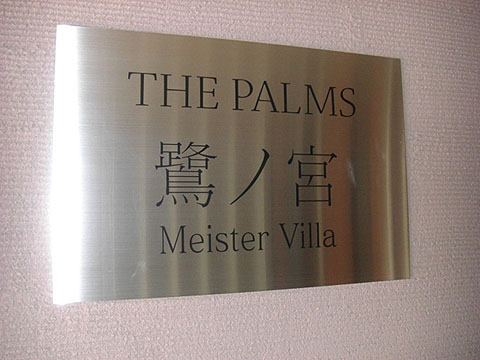 THE PALMS
鷺ノ宮
Meister Villa